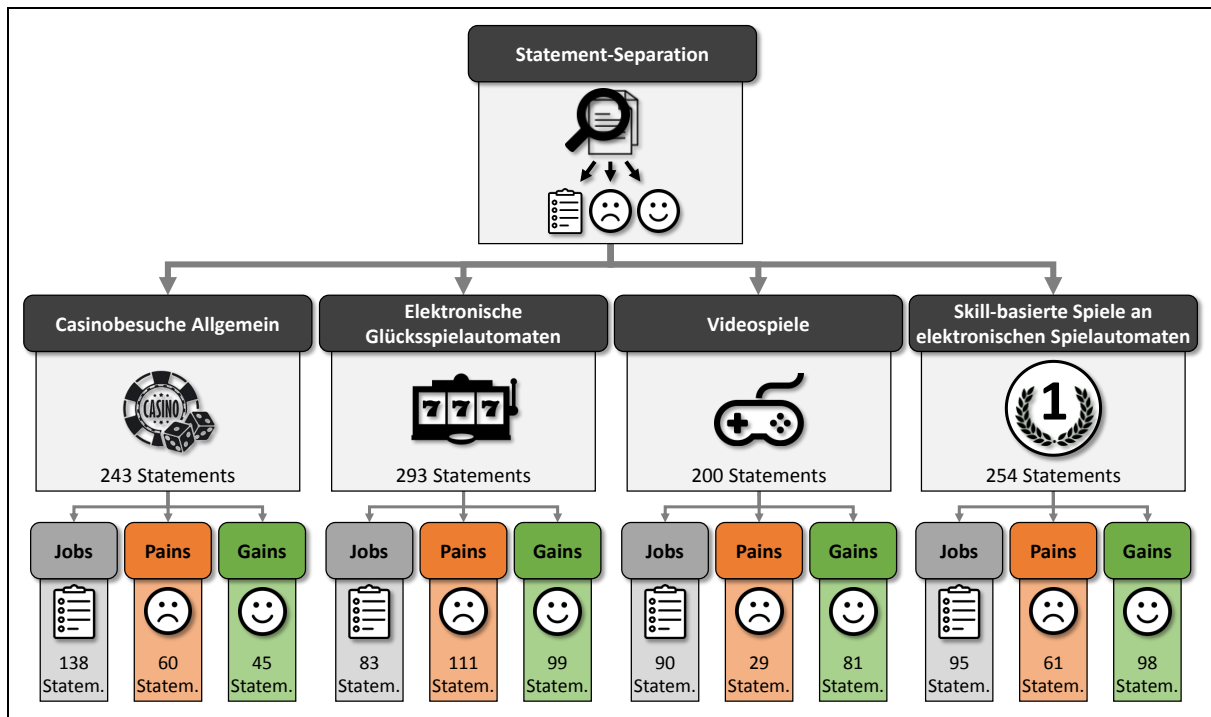 Statement-Separation
Casinobesuche Allgemein
CASINO
243 Statements
Elektronische
Glücksspielautomaten
777
293 Statements
Videospiele
200 Statements
Skill-basierte Spiele an
elektronischen Spielautomaten
1
254 Statements
Jobs
138
Statem.
Pains
60
Statem.
Gains
45
Statem.
Jobs
83
Statem.
Pains
111
Statem.
Gains
99
Statem.
Jobs
90
Statem.
Pains
29
Statem.
Gains
81
Statem.
Jobs
95
Statem.
Pains
61
Statem.
Gains
98
Statem.